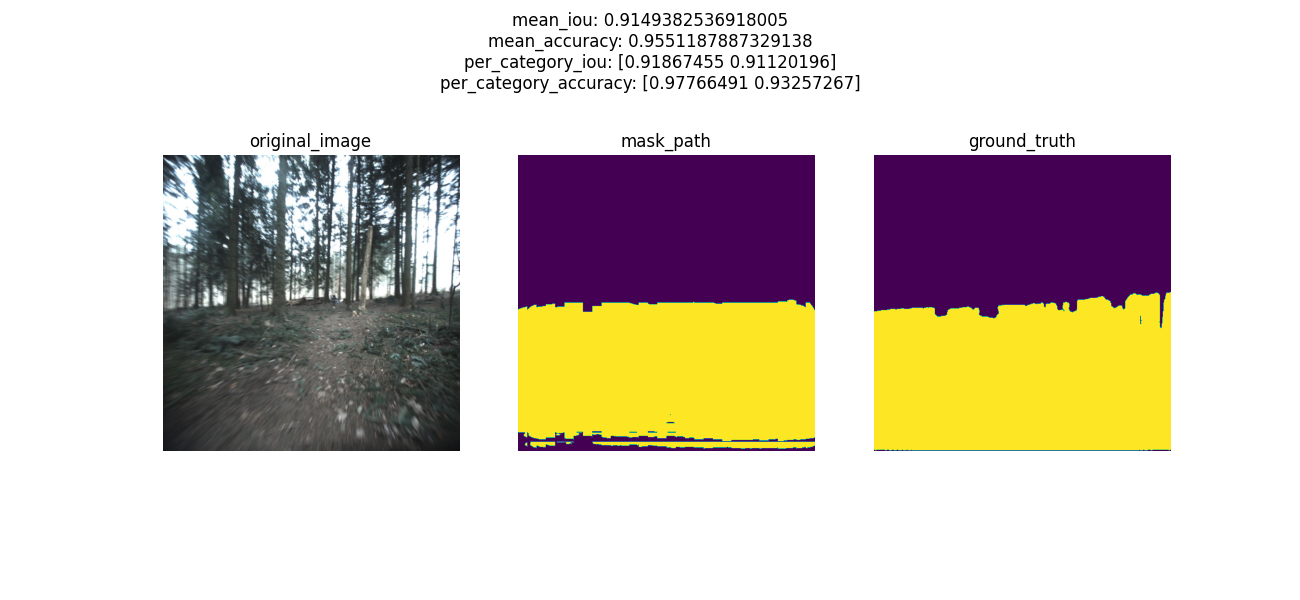 mean_iou: 0.9149382536918005
mean_accuracy: 0.9551187887329138
per_category_iou: [0.91867455 0.91120196]
per_category_accuracy: [0.97766491 0.93257267]
original_image
mask_path
ground_truth